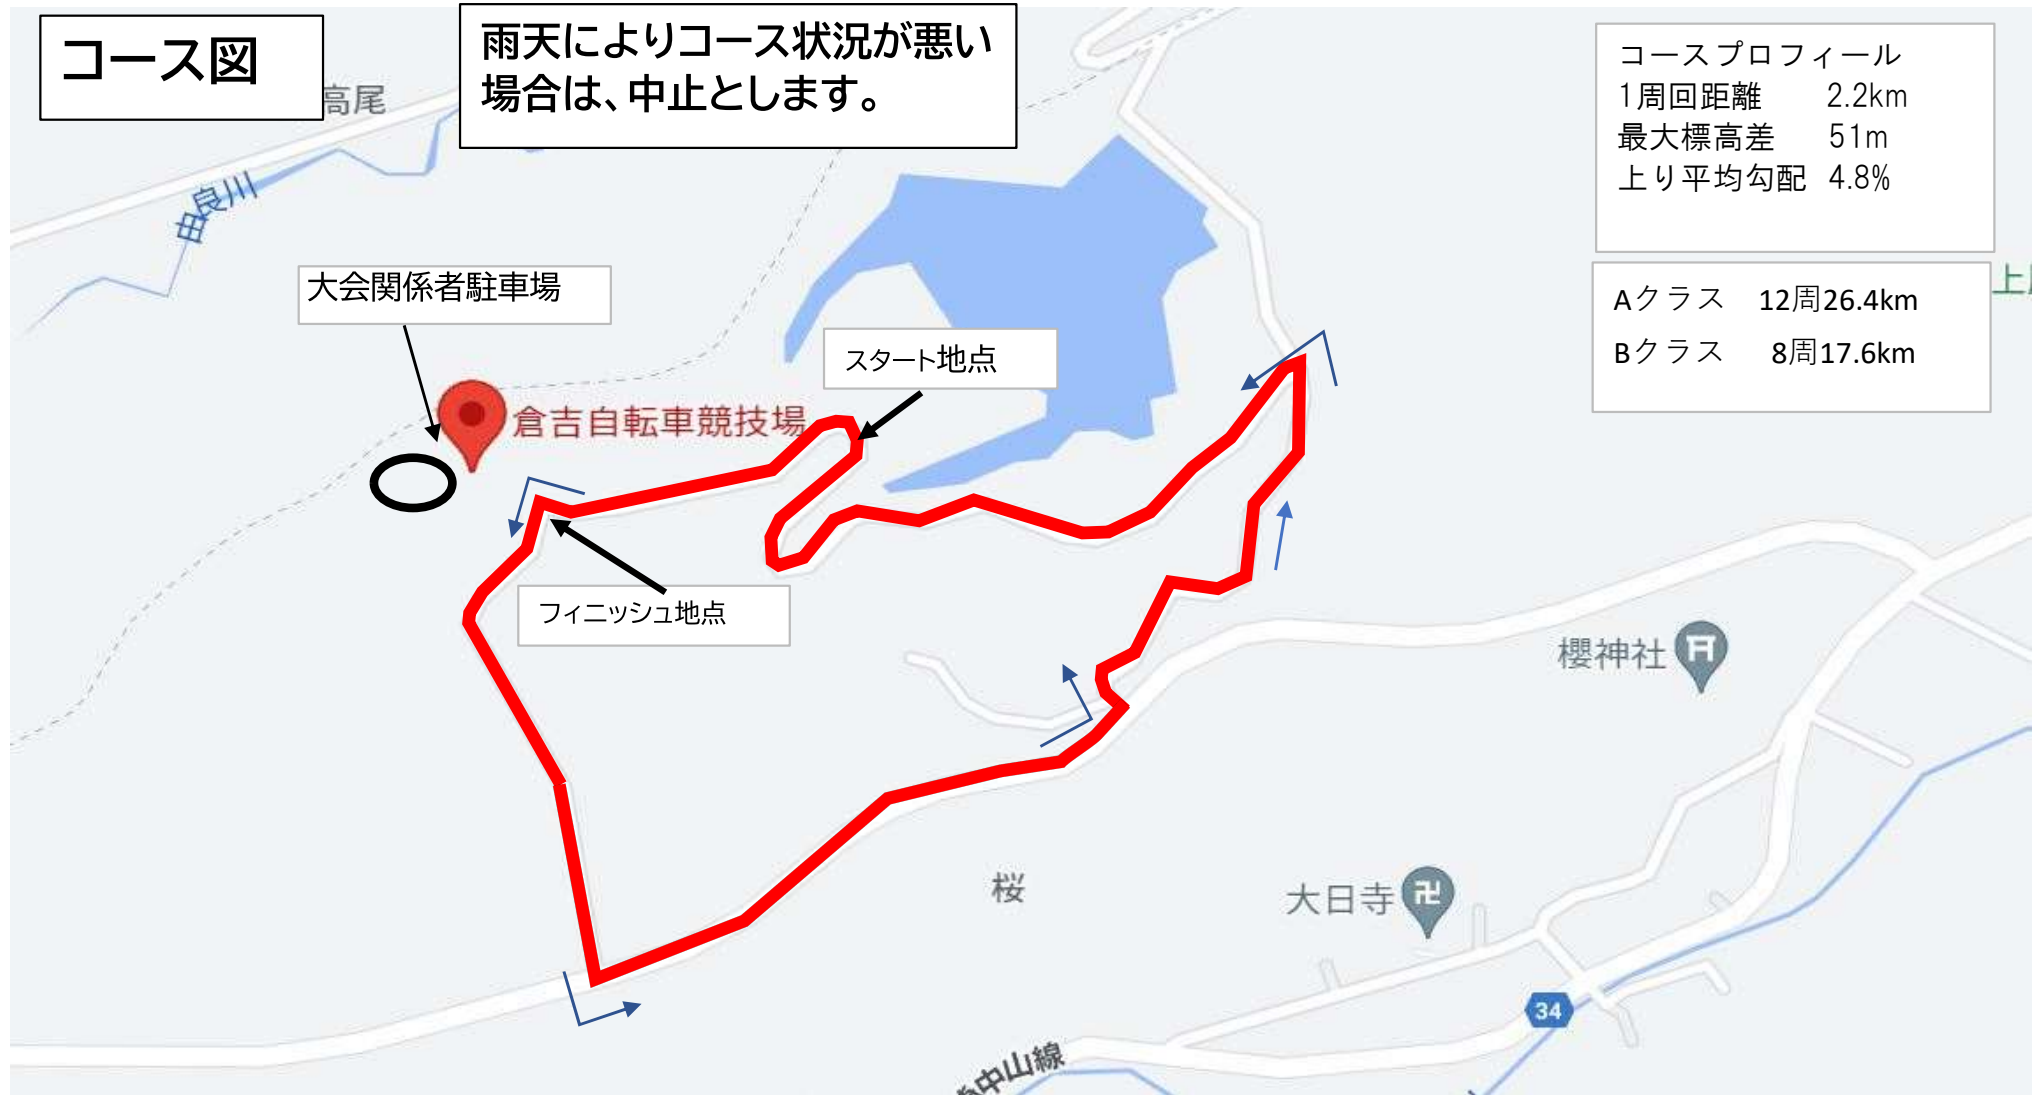 コース図
雨天によりコース状況が悪い
場合は、中止とします。
コースプロフィール
1周回距離 2.2km
最大標高差 51m
上り平均勾配 4.8%
高尾
由良川
大会関係者駐車場
上
Aクラス 12周26.4km
Bクラス 8周17.6km
スタート地点
倉吉自転車競技場
フィニッシュ地点
櫻神社
桜
大日寺
34
中山線